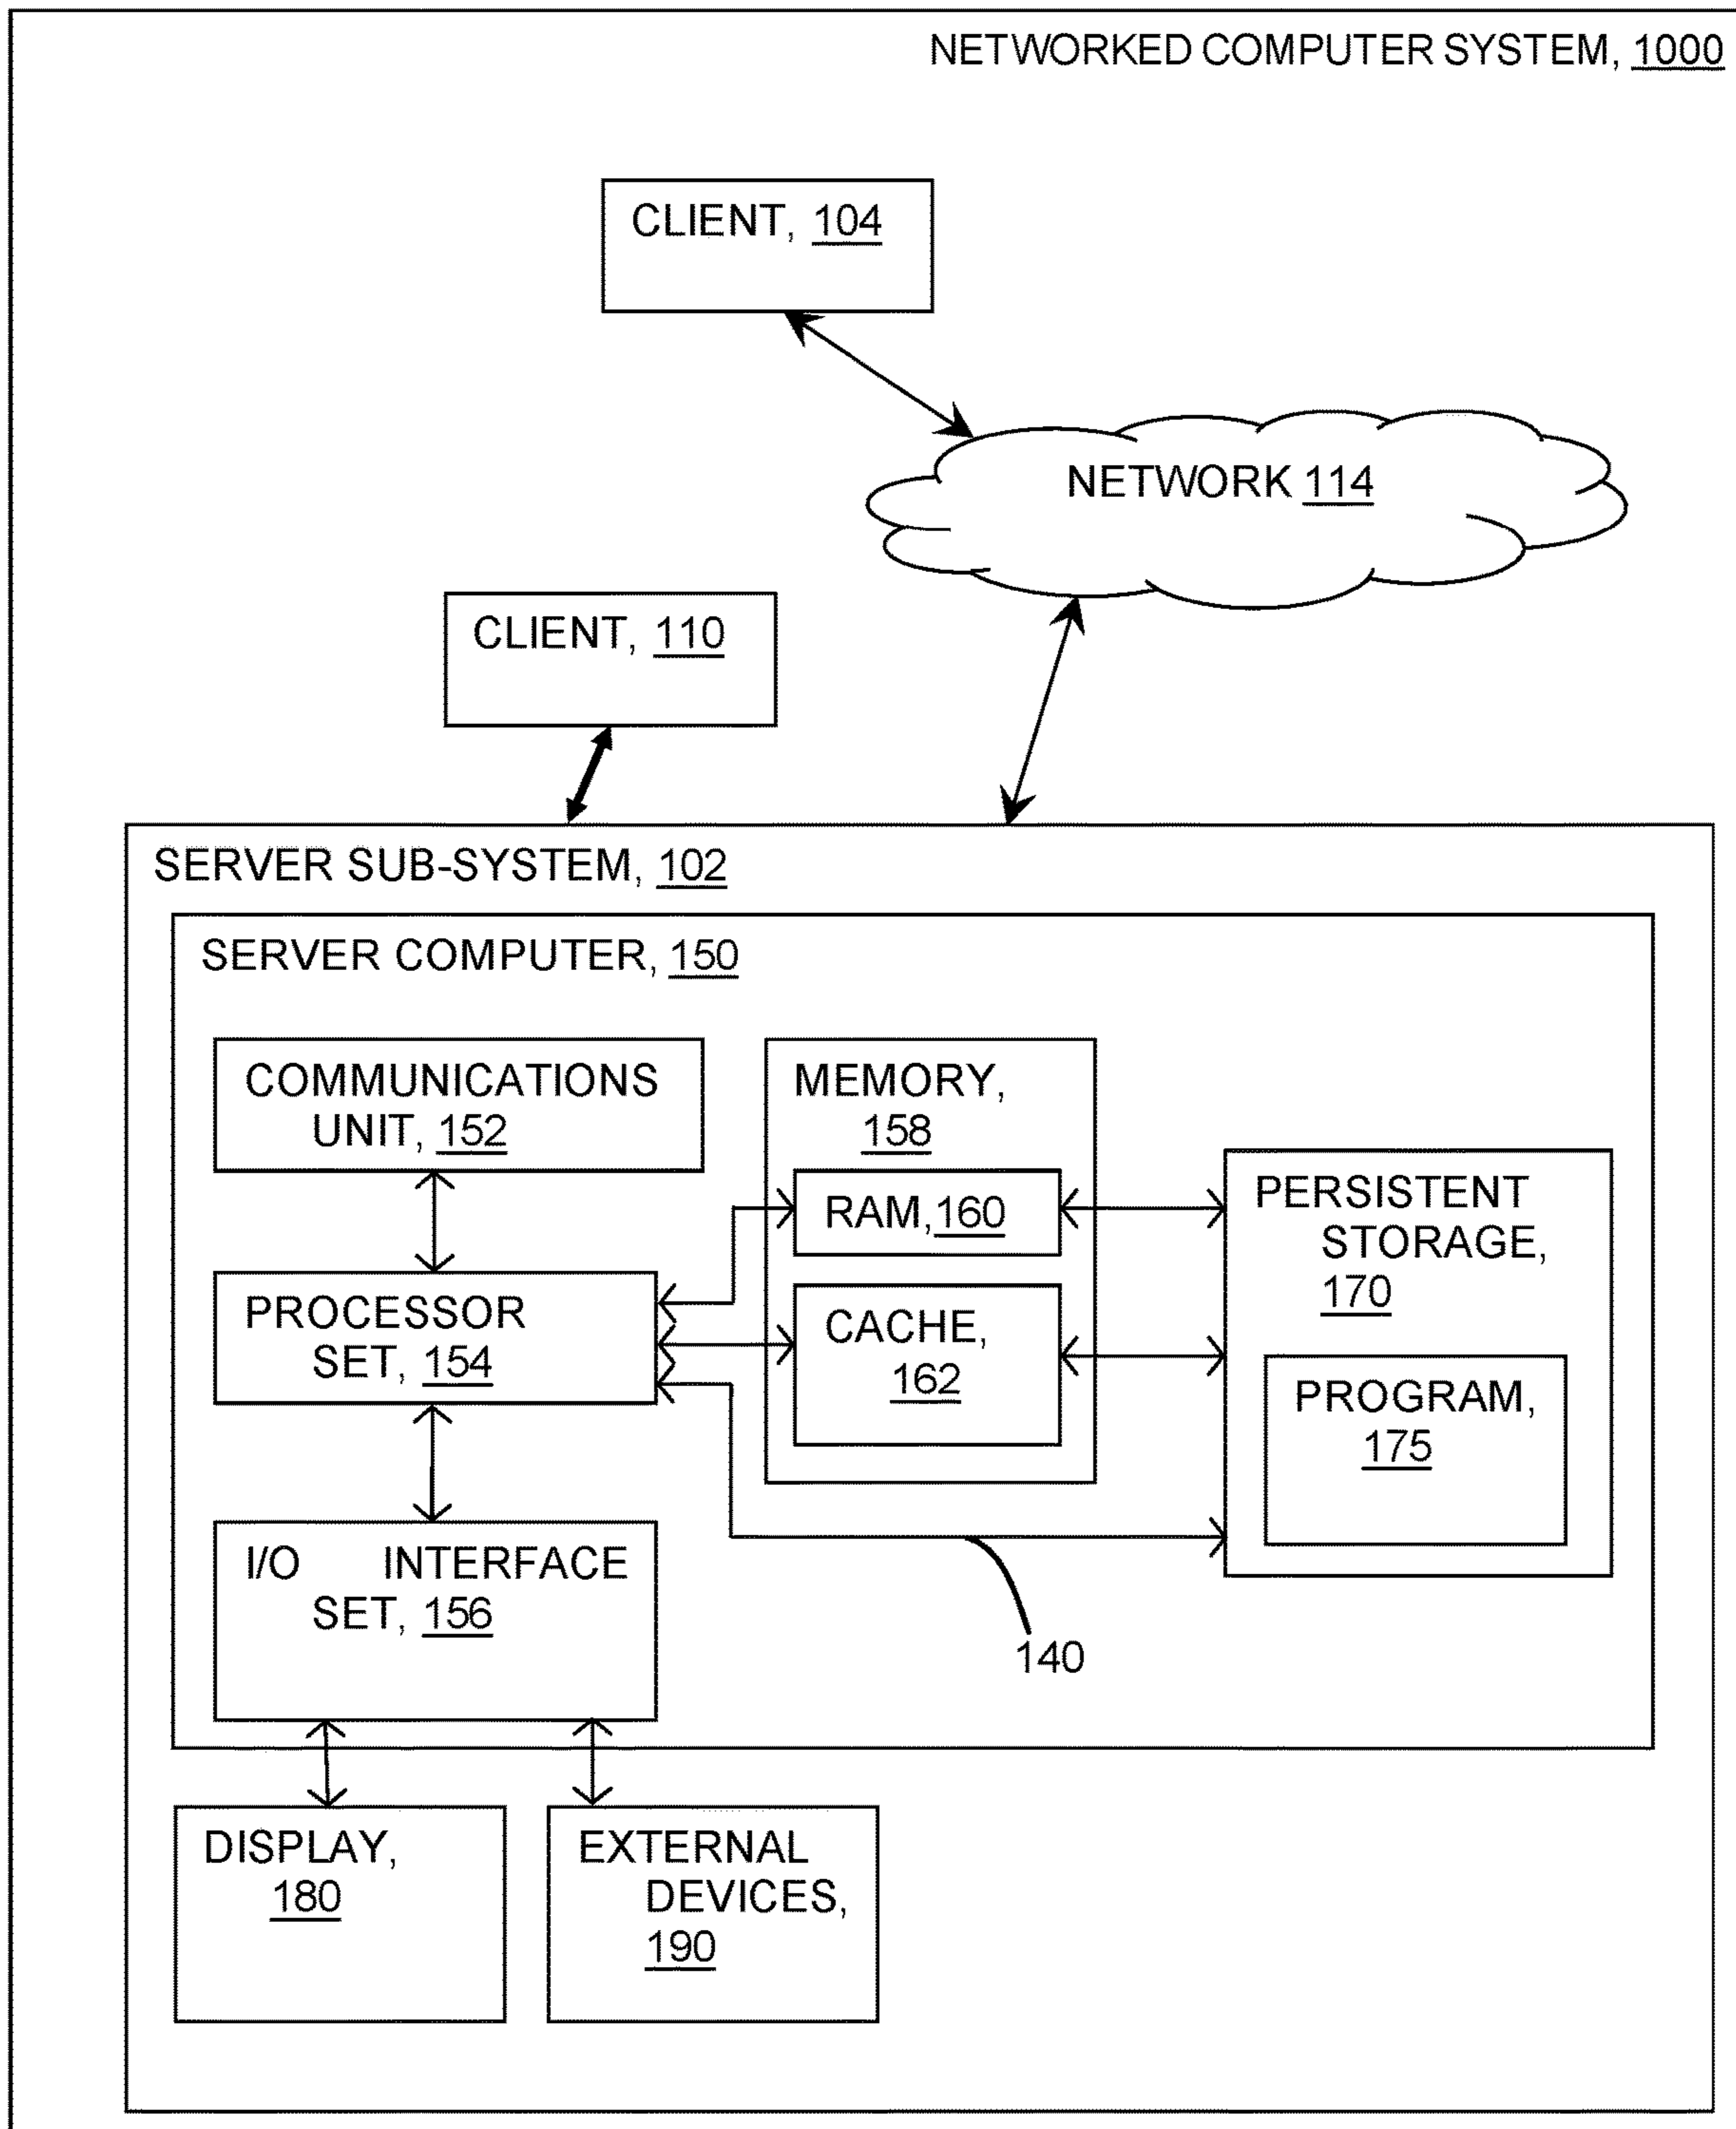 NETWORKED COMPUTER SYSTEM, 1000
CLIENT, 104
NETWORK 114
CLIENT, 110
SERVER SUB-SYSTEM, 102
SERVER COMPUTER, 150
COMMUNICATIONS
UNIT, 152
MEMORY,
158
RAM, 160
PERSISTENT
STORAGE,
170
PROCESSOR
SET, 154
CACHE,
162
PROGRAM,
175
I/O INTERFACE
SET, 156
140
DISPLAY,
180
EXTERNAL
DEVICES,
190